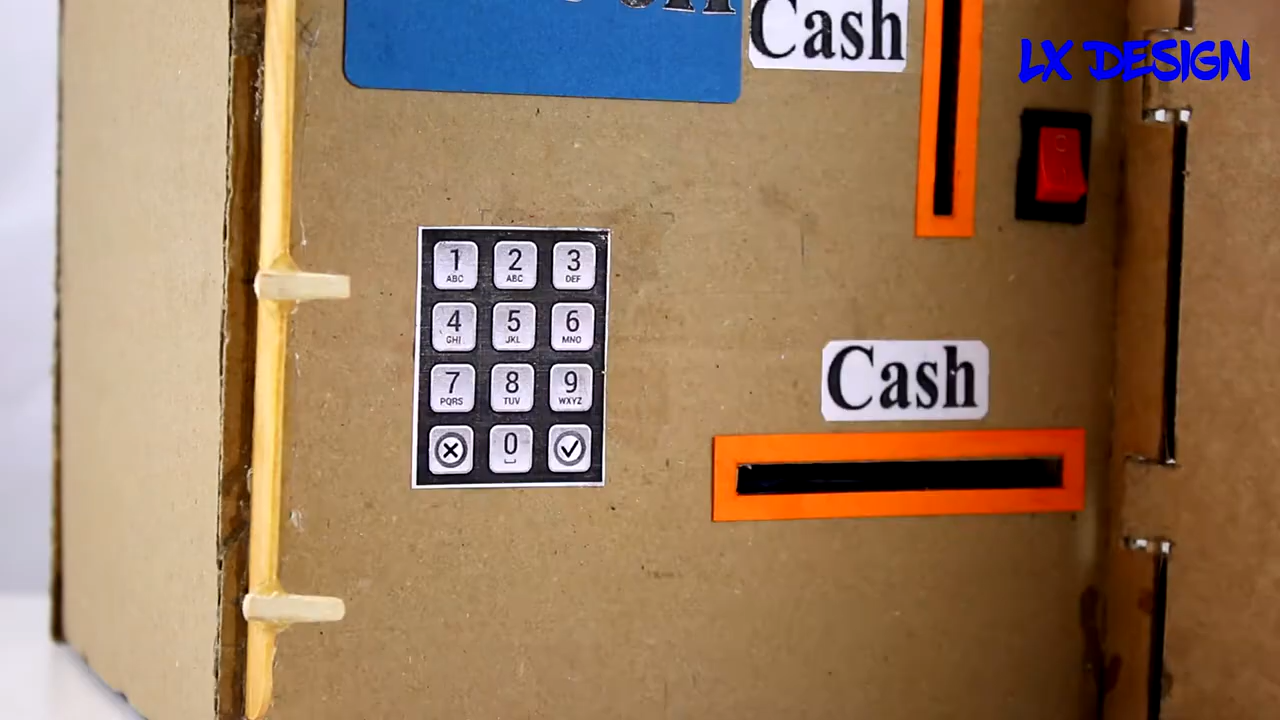 Cash
LX DESIGN
1 2 3
ABC ABC DEF
4 5 6
GHI JKL MNO
7 8 9
PQRS TUV WXYZ
0
Cash